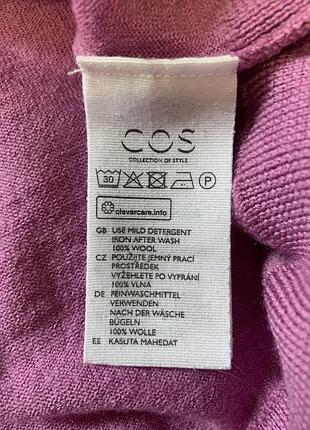 COS
COLLECTION OF STYLE
30 P
clevercare.info
GB USE MILD DETERGENT
IRON AFTER WASH
100% WOOL
CZ POUŽIJTE JEMNÝ PRACÍ
PROSTŘEDEK
VYŽEHLETE PO VYPRÁNÍ
100% VLNA
DE FEINWASCHMITTEL
VERWENDEN
NACH DER WÄSCHE
BÜGELN
100% WOLLE
EE KASUTA MAHEDAT